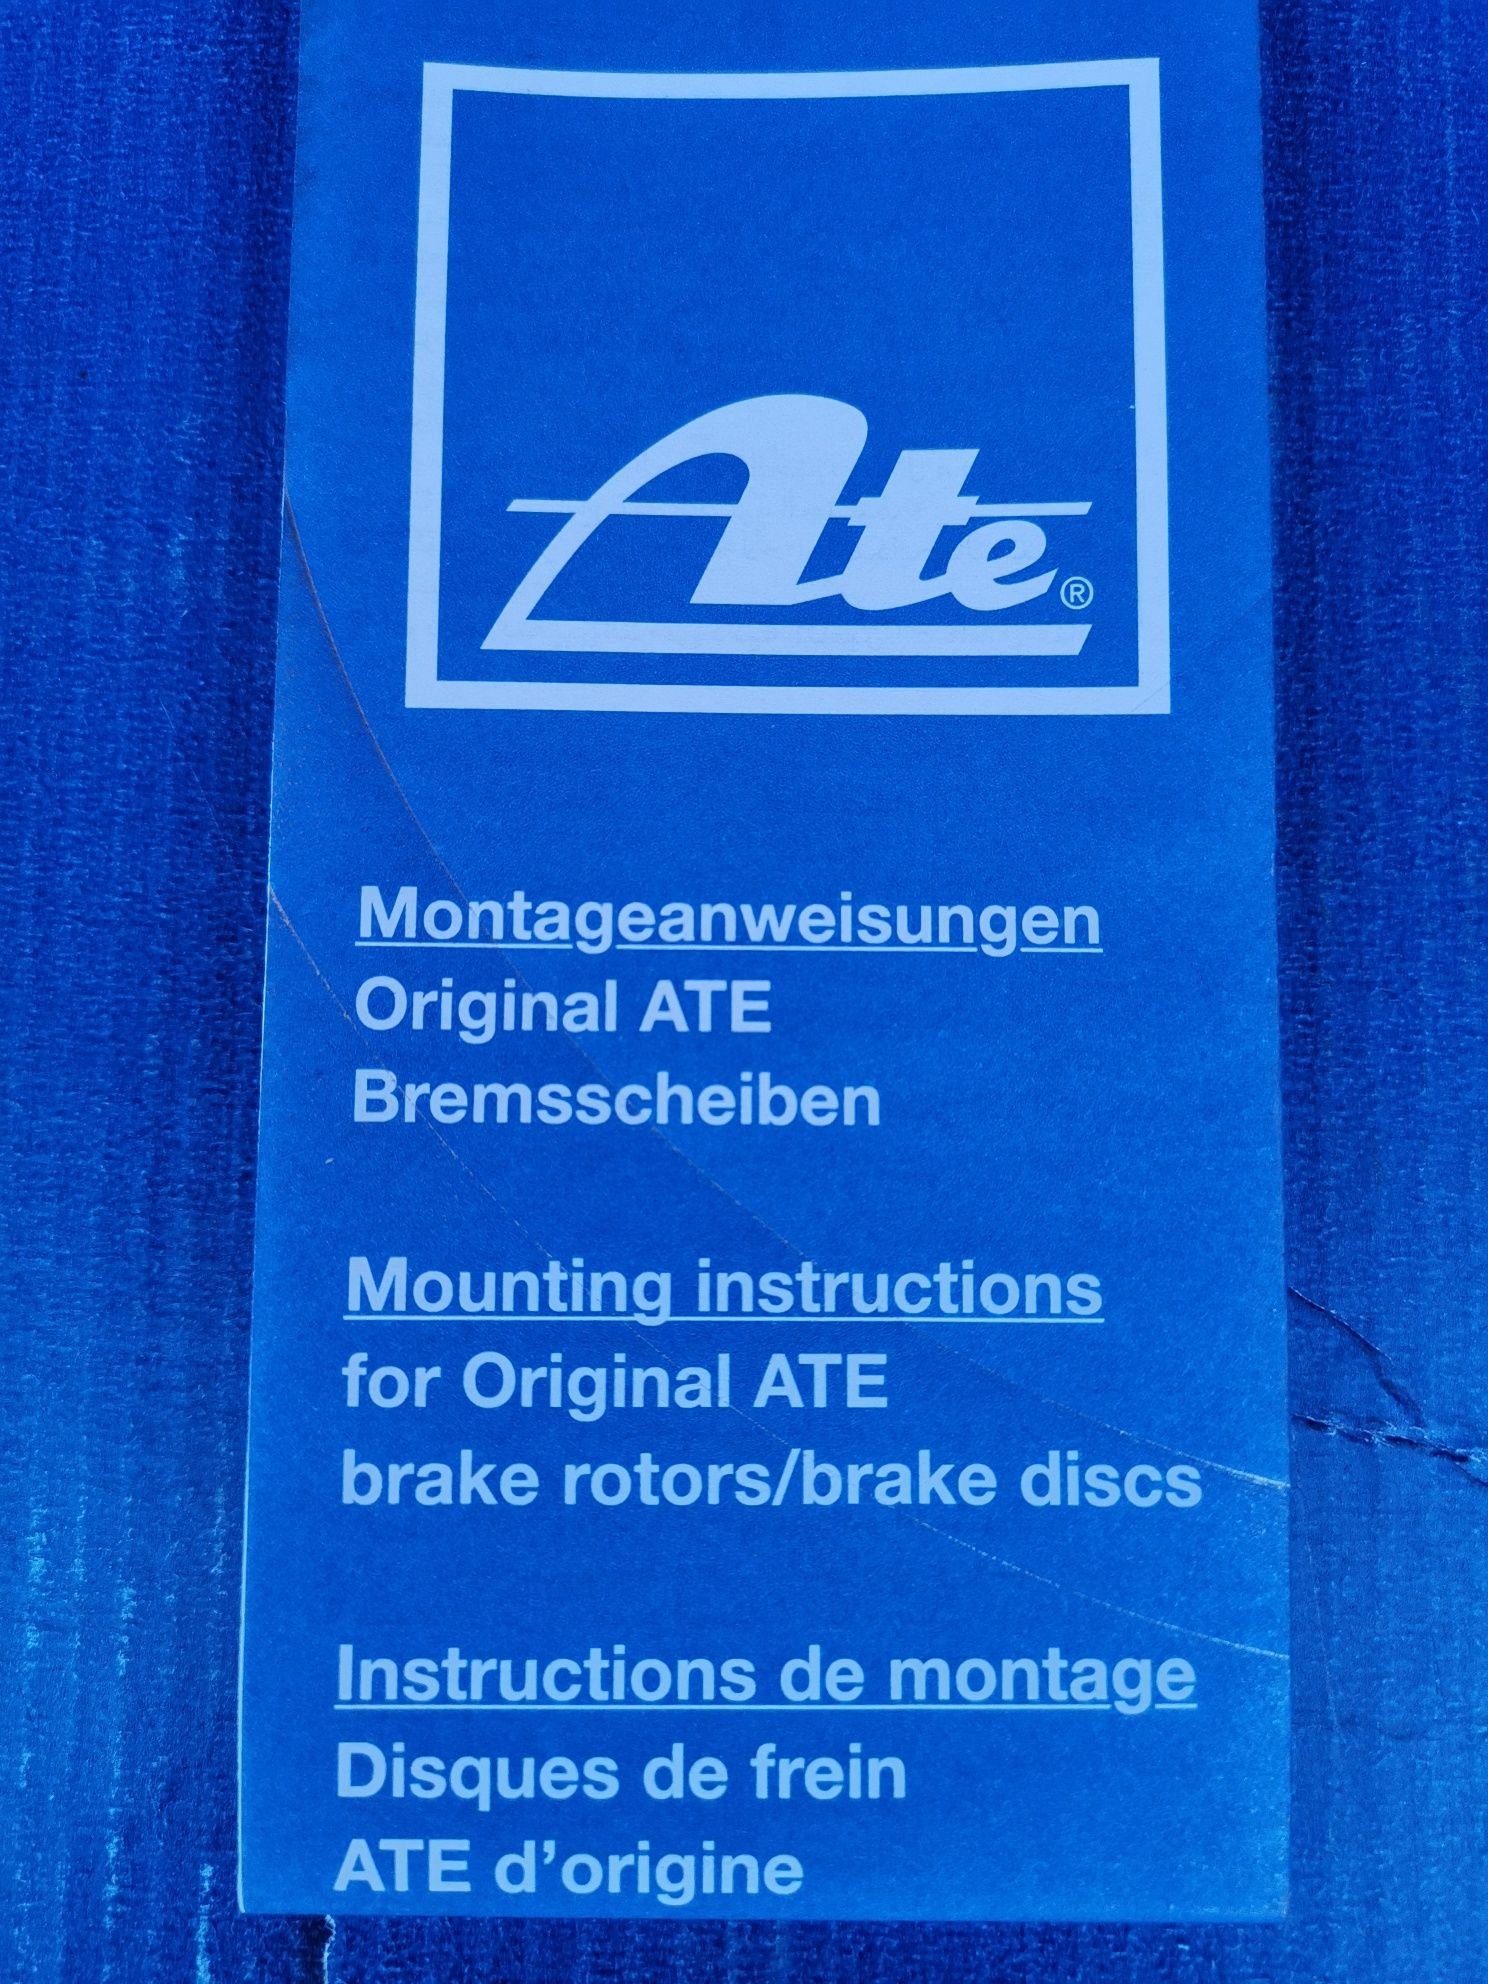 Ate®
Montageanweisungen
Original ATE
Bremsscheiben
Mounting instructions
for Original ATE
brake rotors/brake discs
Instructions de montage
Disques de frein
ATE d’origine